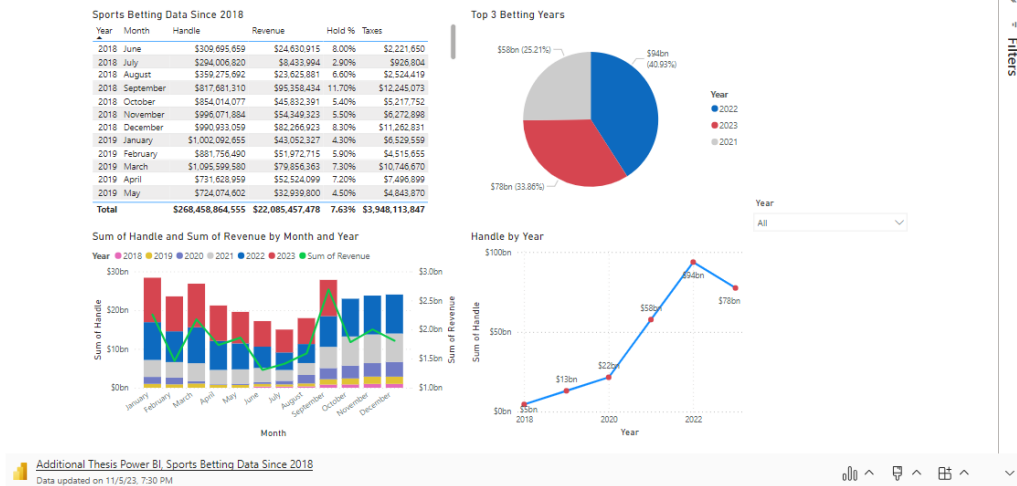 Sports Betting Data Since 2018
Year Month Handle Revenue Hold % Taxes
2018 June $309,695,659 $24,630,915 8.00% $2,221,650
2018 July $294,006,820 $8,433,994 2.90% $926,804
2018 August $359,275,692 $23,625,881 6.60% $2,524,419
2018 September $817,681,310 $95,358,434 11.70% $12,245,073
2018 October $854,014,077 $45,832,391 5.40% $5,217,752
2018 November $996,071,884 $54,349,323 5.50% $6,272,898
2018 December $990,933,059 $82,266,923 8.30% $11,262,831
2019 January $1,002,092,655 $43,052,327 4.30% $6,529,559
2019 February $881,756,490 $51,972,715 5.90% $4,515,655
2019 March $1,095,599,580 $79,856,363 7.30% $10,746,670
2019 April $731,628,959 $52,524,099 7.20% $7,496,899
2019 May $724,074,602 $32,939,800 4.50% $4,843,870
Total $268,458,864,555 $22,085,457,478 7.63% $3,948,113,847
Top 3 Betting Years
$58bn (25.21%)
$94bn
(40.93%)
$78bn (33.86%)
Year
2022
2023
2021
Year
All
Filters
Sum of Handle and Sum of Revenue by Month and Year
Year 2018 2019 2020 2021 2022 2023 Sum of Revenue
$30bn
$20bn
$10bn
$0bn
Sum of Handle
$3.0bn
$2.5bn
$2.0bn
$1.5bn
$1.0bn
Sum of Revenue
January February March April May June July August September October November December
Month
Handle by Year
$100bn
$50bn
$0bn
Sum of Handle
$5bn
$13bn
$22bn
$58bn
$94bn
$78bn
2018 2020 2022
Year
Additional Thesis Power BI, Sports Betting Data Since 2018
Data updated on 11/5/23, 7:30 PM